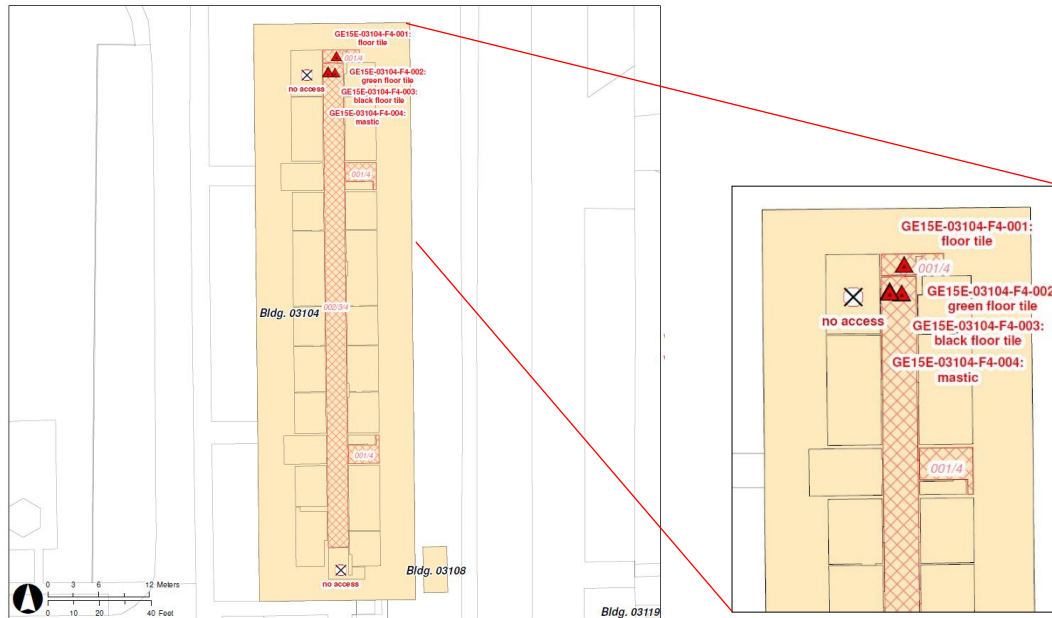 GE15E-03104-F4-001:
floor tile
001/4
GE15E-03104-F4-002:
green floor tile
no access
GE15E-03104-F4-003:
black floor tile
GE15E-03104-F4-004:
mastic
001/4
002/3/4
Bldg. 03104
001/4
no access
Bldg. 03108
Bldg. 03119
0 3 6 12 Meters
0 10 20 40 Feet
GE15E-03104-F4-001:
floor tile
001/4
GE15E-03104-F4-002
green floor tile
no access
GE15E-03104-F4-003:
black floor tile
GE15E-03104-F4-004:
mastic
001/4